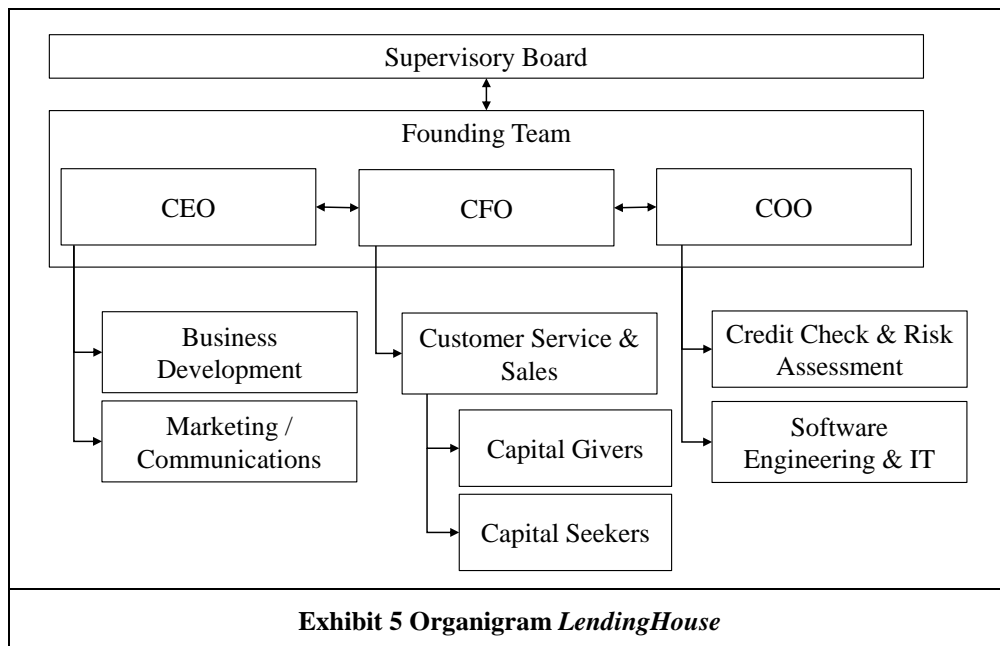 Supervisory Board
Founding Team
CEO
CFO
COO
Business
Development
Customer Service &
Sales
Credit Check & Risk
Assessment
Marketing /
Communications
Capital Givers
Software
Engineering & IT
Capital Seekers
Exhibit 5 Organigram LendingHouse